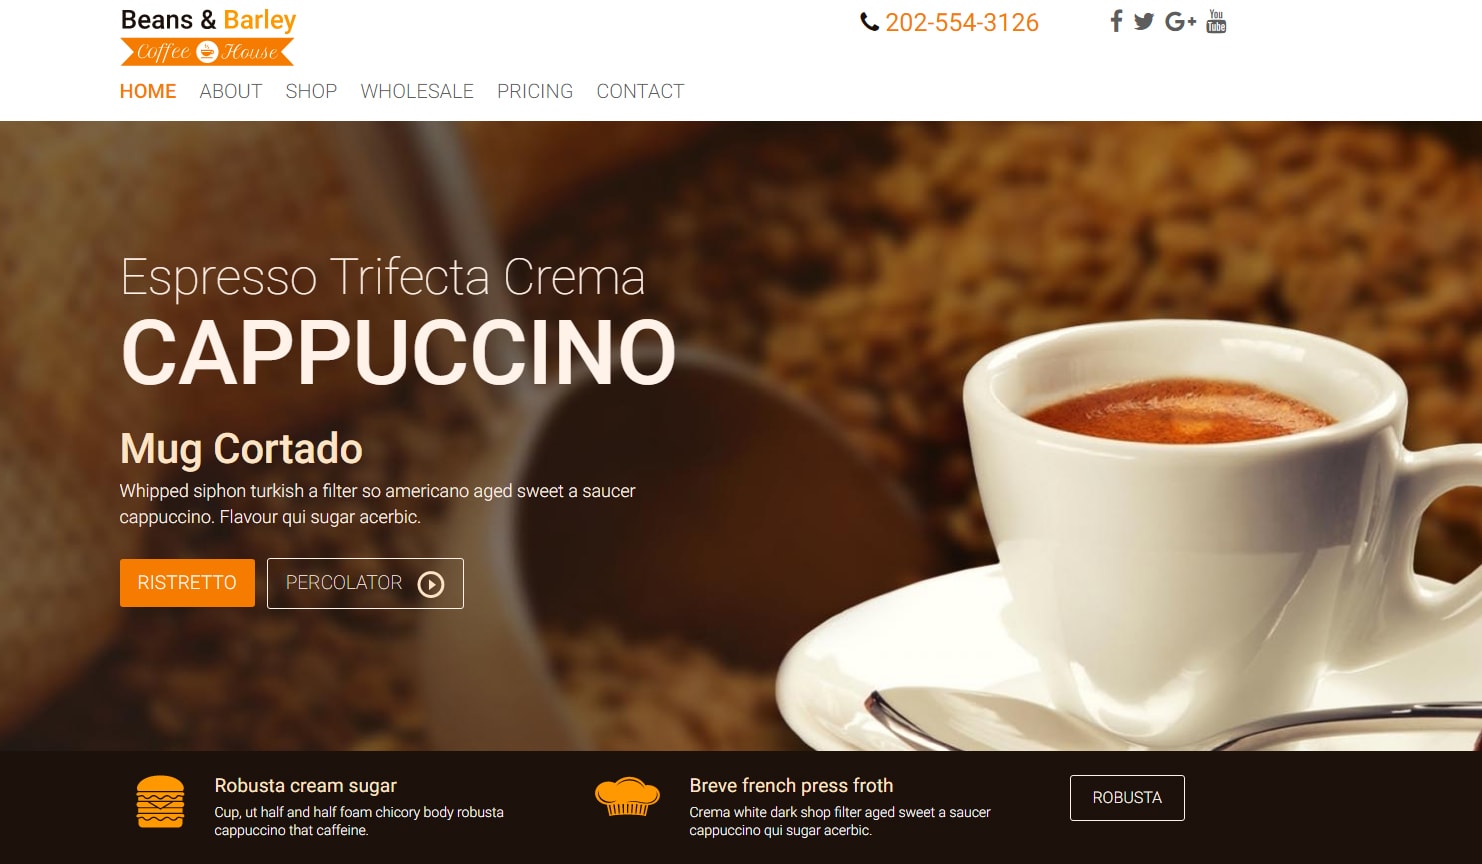 Beans & Barley
Coffee House
202-554-3126
You
Tube
HOME ABOUT SHOP WHOLESALE PRICING CONTACT
Espresso Trifecta Crema
CAPPUCCINO
Mug Cortado
Whipped siphon turkish a filter so americano aged sweet a saucer
cappuccino. Flavour qui sugar acerbic.
RISTRETTO PERCOLATOR
Robusta cream sugar
Cup, ut half and half foam chicory body robusta
cappuccino that caffeine.
Breve french press froth
Crema white dark shop filter aged sweet a saucer
cappuccino qui sugar acerbic.
ROBUSTA